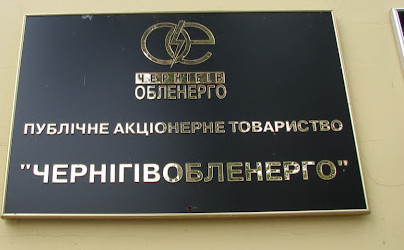 ЧЕРНІГІВ
ОБЛЕНЕРГО
ПУБЛІЧНЕ АКЦІОНЕРНЕ ТОВАРИСТВО
"ЧЕРНІГІВОБЛЕНЕРГО"